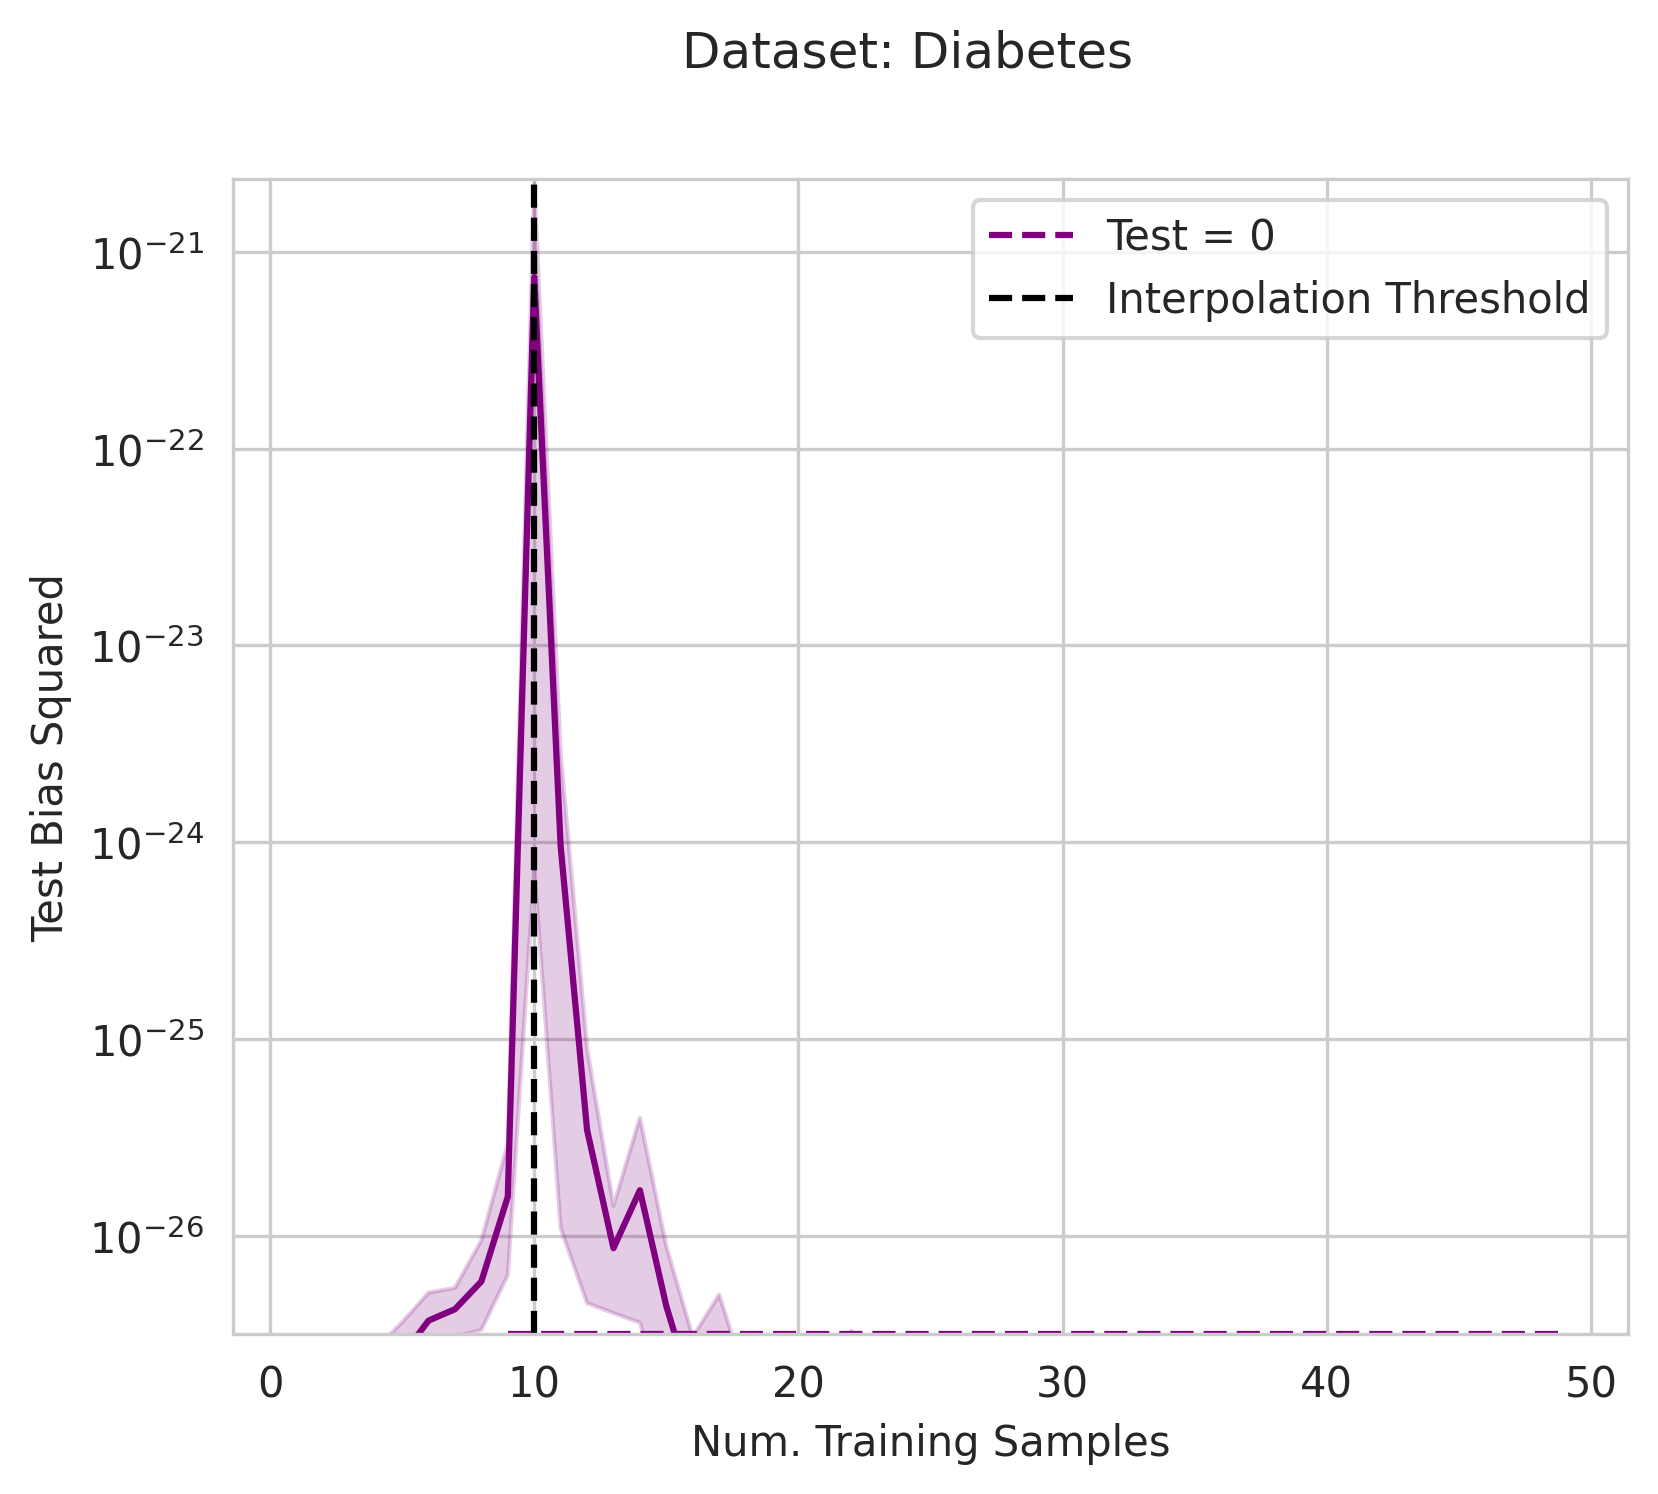 Dataset: Diabetes
Test = 0
Interpolation Threshold
10⁻²¹
10⁻²²
10⁻²³
10⁻²⁴
10⁻²⁵
10⁻²⁶
Test Bias Squared
0 10 20 30 40 50
Num. Training Samples